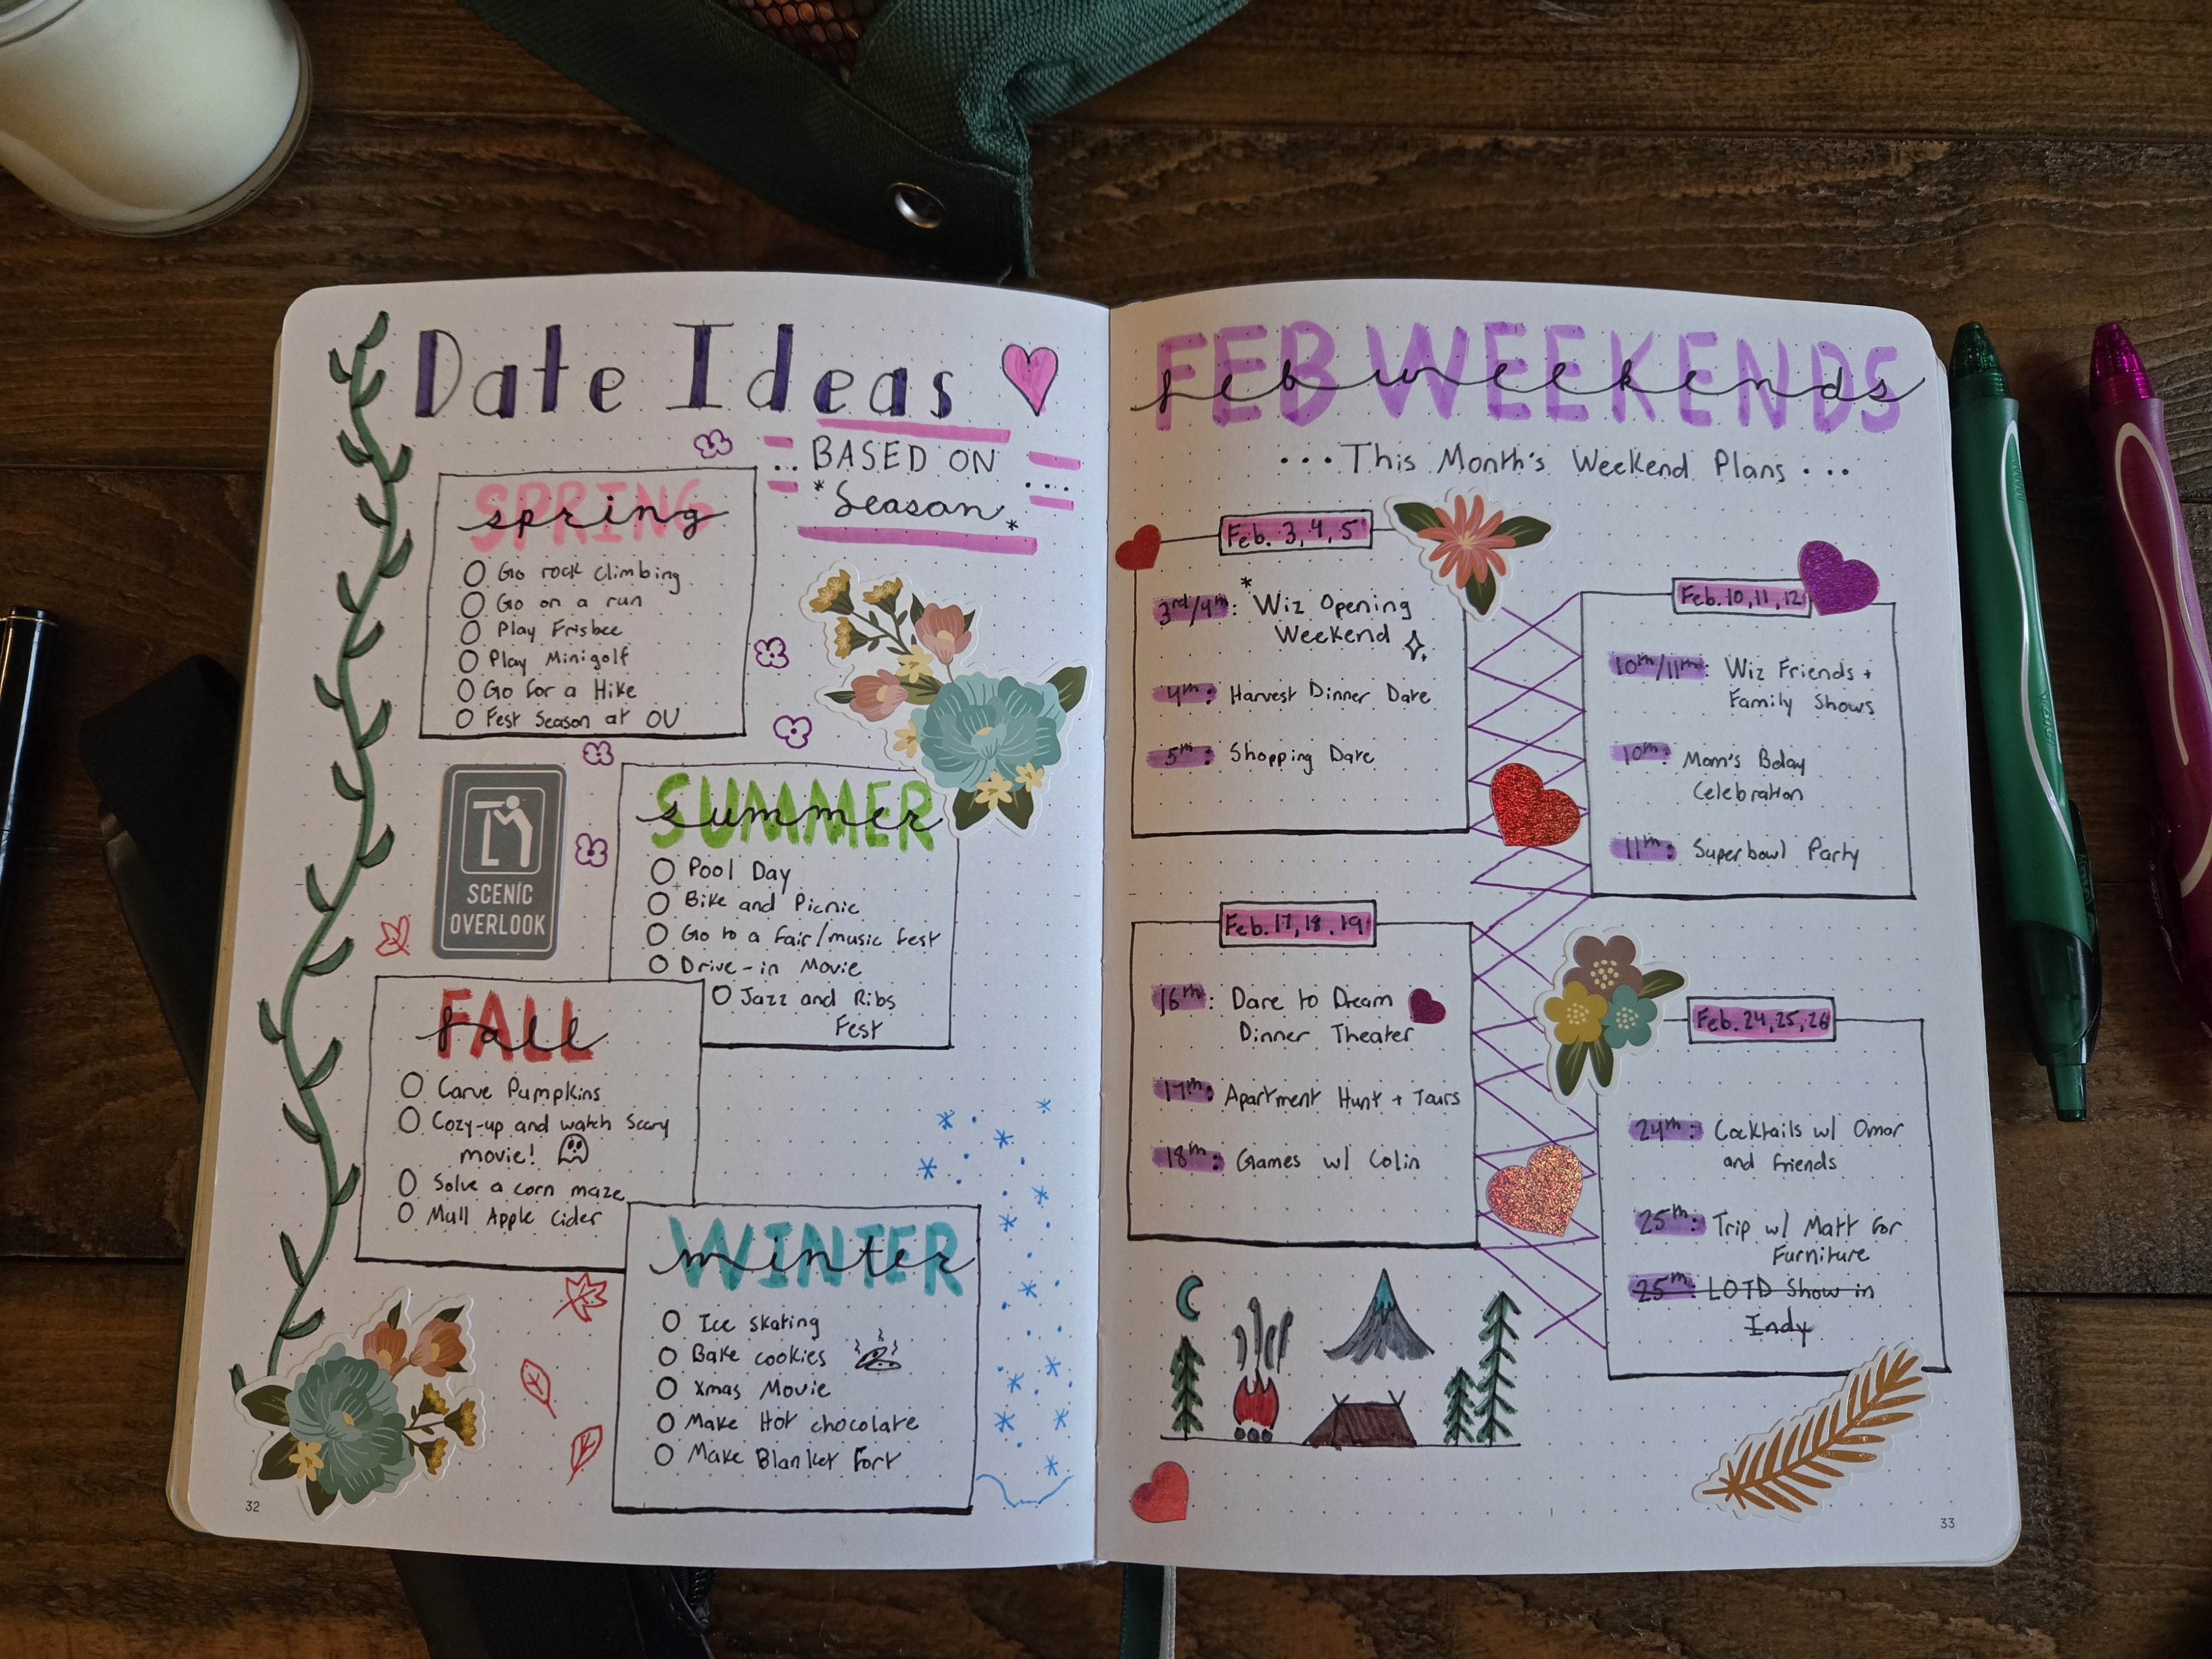 Date Ideas
BASED ON
*Season*
SPRING
spring
Go rock climbing
Go on a run
Play Frisbee
Play Minigolf
Go for a Hike
Fest Season at OU
SCENIC
OVERLOOK
SUMMER
summer
Pool Day
Bike and Picnic
Go to a fair/music fest
Drive-in Movie
Jazz and Ribs
Fest
FALL
fall
Carve Pumpkins
Cozy-up and watch scary
movie!
Solve a corn maze
Mull Apple Cider
WINTER
winter
Ice skating
Bake cookies
Xmas Movie
Make Hot chocolate
Make Blanket Fort
32
FEB WEEKENDS
feb weekends
...This Month's Weekend Plans...
Feb. 3, 4, 5
3rd/4th: *Wiz Opening
Weekend
4th: Harvest Dinner Date
5th: Shopping Date
Feb. 10, 11, 12
10th/11th: Wiz Friends +
Family Shows
10th: Mom's Bday
Celebration
11th: Superbowl Party
Feb. 17, 18, 19
16th: Dare to Dream
Dinner Theater
17th: Apartment Hunt + Tours
18th: Games w/ Colin
Feb. 24, 25, 26
24th: Cocktails w/ Omar
and friends
25th: Trip w/ Matt for
Furniture
25th: LOTD Show in
Indy
33